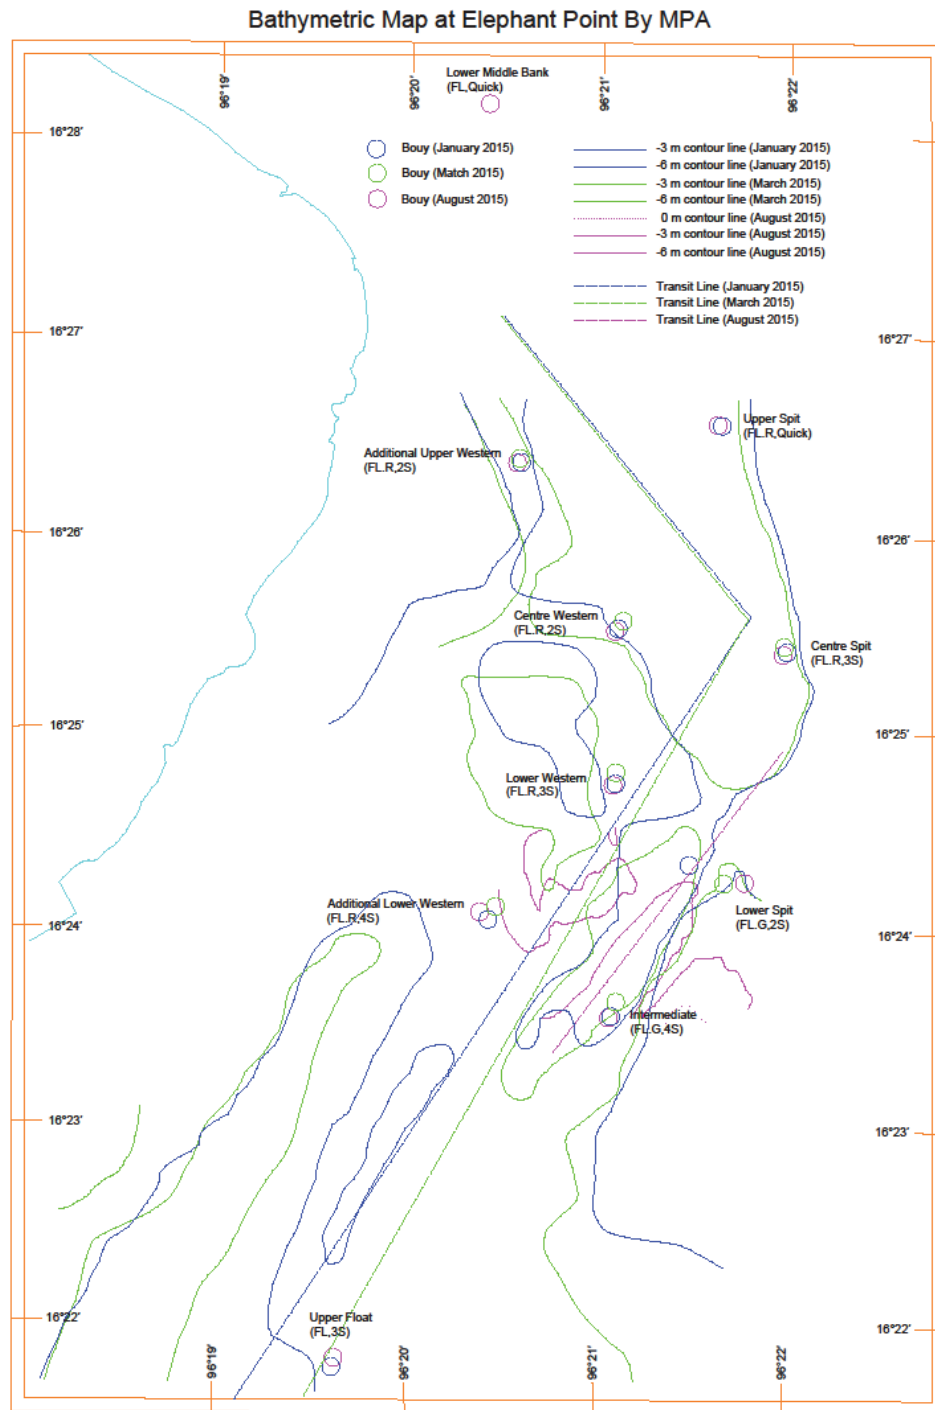 Bathymetric Map at Elephant Point By MPA
96°19'
96°20'
96°21'
96°22'
Lower Middle Bank
(FL,Quick)
16°28'
Bouy (January 2015)
Bouy (Match 2015)
Bouy (August 2015)
-3 m contour line (January 2015)
-6 m contour line (January 2015)
-3 m contour line (March 2015)
-6 m contour line (March 2015)
0 m contour line (August 2015)
-3 m contour line (August 2015)
-6 m contour line (August 2015)
Transit Line (January 2015)
Transit Line (March 2015)
Transit Line (August 2015)
16°27'
16°27'
Upper Spit
(FL.R,Quick)
Additional Upper Western
(FL.R,2S)
16°26'
16°26'
Centre Western
(FL.R,2S)
Centre Spit
(FL.R,3S)
16°25'
16°25'
Lower Western
(FL.R,3S)
Additional Lower Western
(FL.R,4S)
Lower Spit
(FL.G,2S)
16°24'
16°24'
Intermediate
(FL.G,4S)
16°23'
16°23'
Upper Float
(FL,3S)
16°22'
16°22'
96°19'
96°20'
96°21'
96°22'